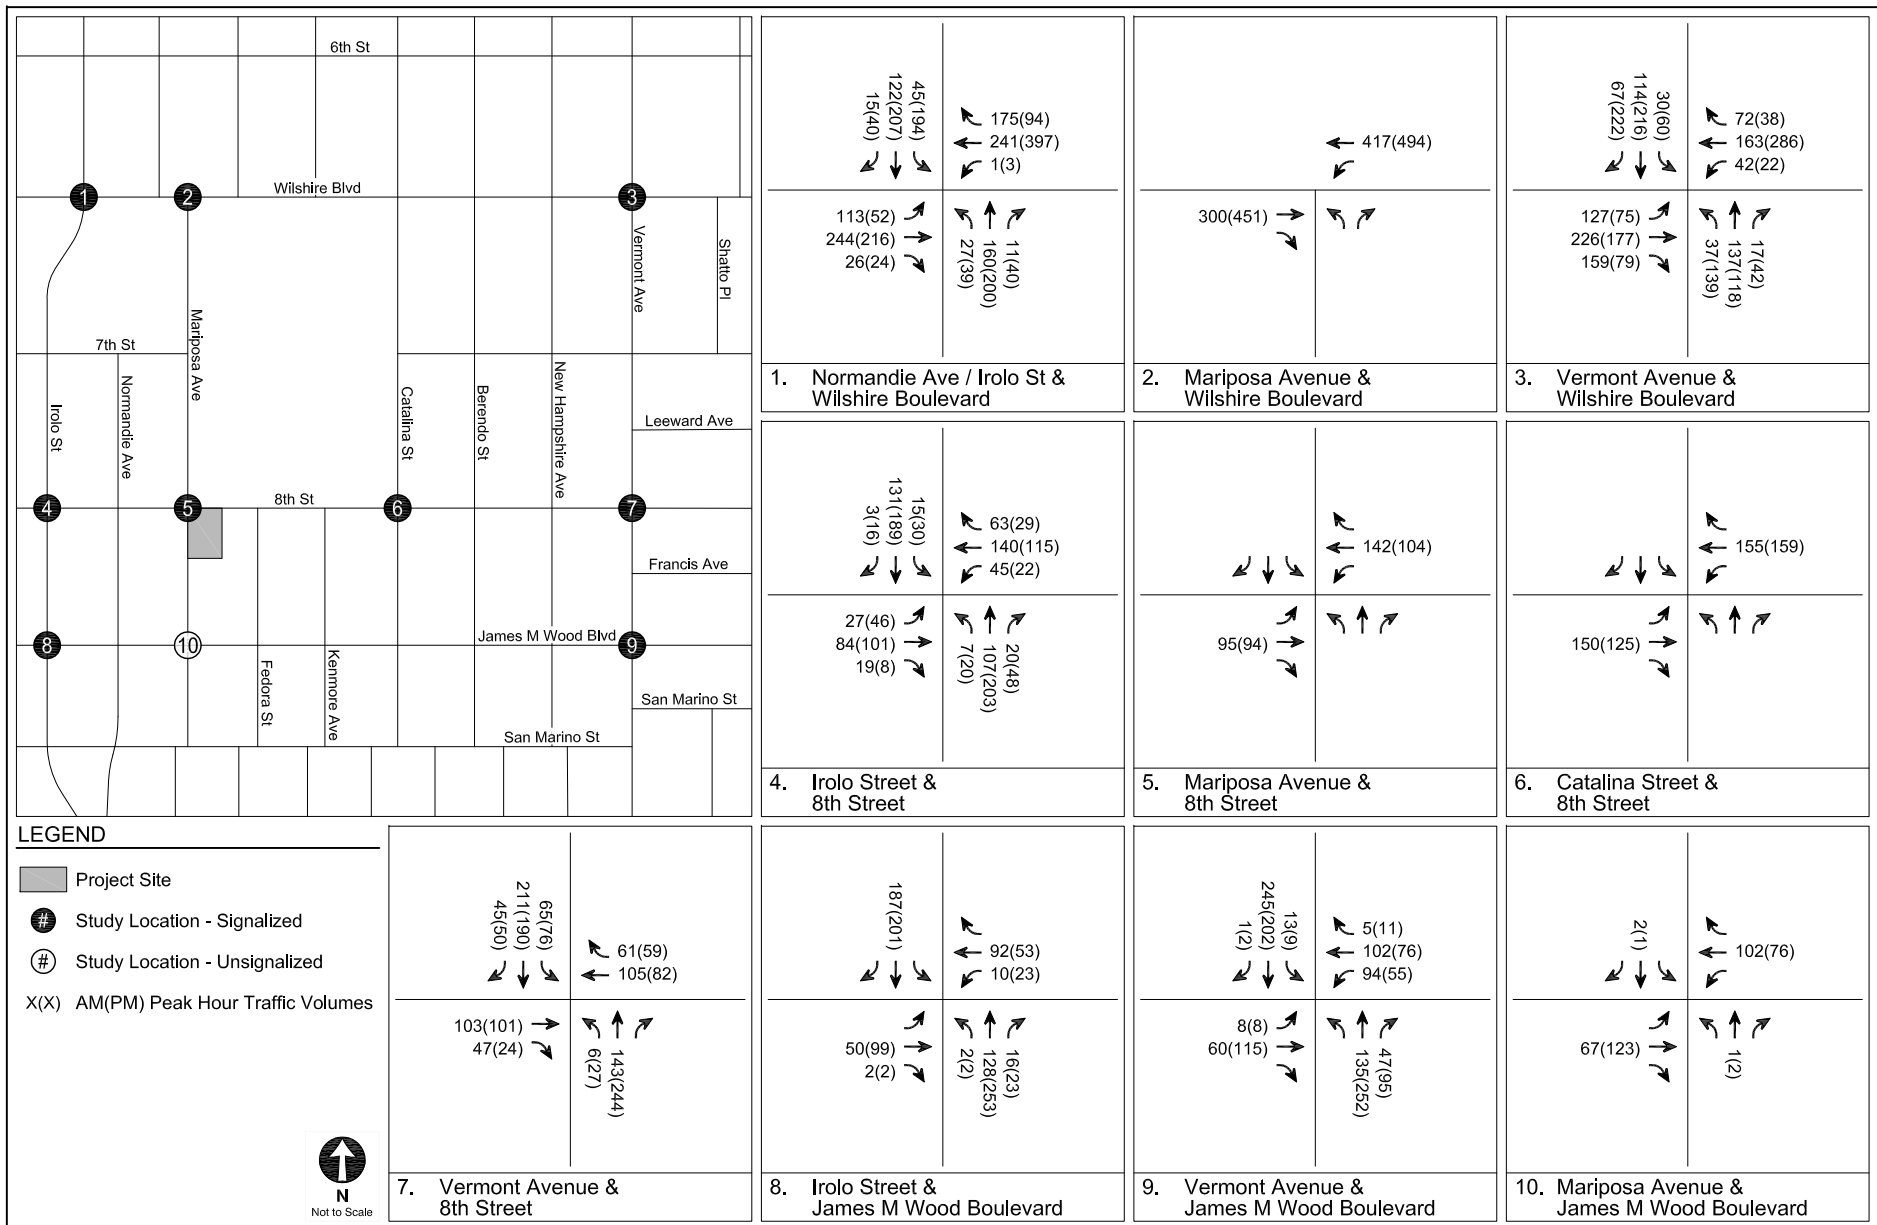 6th St
1
2
Wilshire Blvd
3
Vermont Ave
Shatto Pl
Mariposa Ave
7th St
Irolo St
Normandie Ave
Catalina St
Berendo St
New Hampshire Ave
Leeward Ave
4
5
8th St
6
7
Francis Ave
8
10
James M Wood Blvd
9
Fedora St
Kenmore Ave
San Marino St
San Marino St
15(40)
122(207)
45(194)
175(94)
241(397)
1(3)
113(52)
244(216)
26(24)
27(39)
160(200)
11(40)
1. Normandie Ave / Irolo St &
Wilshire Boulevard
417(494)
300(451)
2. Mariposa Avenue &
Wilshire Boulevard
67(222)
114(216)
30(60)
72(38)
163(286)
42(22)
127(75)
226(177)
159(79)
37(139)
137(118)
17(42)
3. Vermont Avenue &
Wilshire Boulevard
3(16)
131(189)
15(30)
63(29)
140(115)
45(22)
27(46)
84(101)
19(8)
7(20)
107(203)
20(48)
4. Irolo Street &
8th Street
142(104)
95(94)
5. Mariposa Avenue &
8th Street
155(159)
150(125)
6. Catalina Street &
8th Street
LEGEND
Project Site
# Study Location - Signalized
# Study Location - Unsignalized
X(X) AM(PM) Peak Hour Traffic Volumes
N
Not to Scale
45(50)
211(190)
65(76)
61(59)
105(82)
103(101)
47(24)
6(27)
143(244)
7. Vermont Avenue &
8th Street
187(201)
92(53)
10(23)
50(99)
2(2)
2(2)
128(253)
16(23)
8. Irolo Street &
James M Wood Boulevard
1(2)
245(202)
13(9)
5(11)
102(76)
94(55)
8(8)
60(115)
135(252)
47(95)
9. Vermont Avenue &
James M Wood Boulevard
2(1)
102(76)
67(123)
1(2)
10. Mariposa Avenue &
James M Wood Boulevard